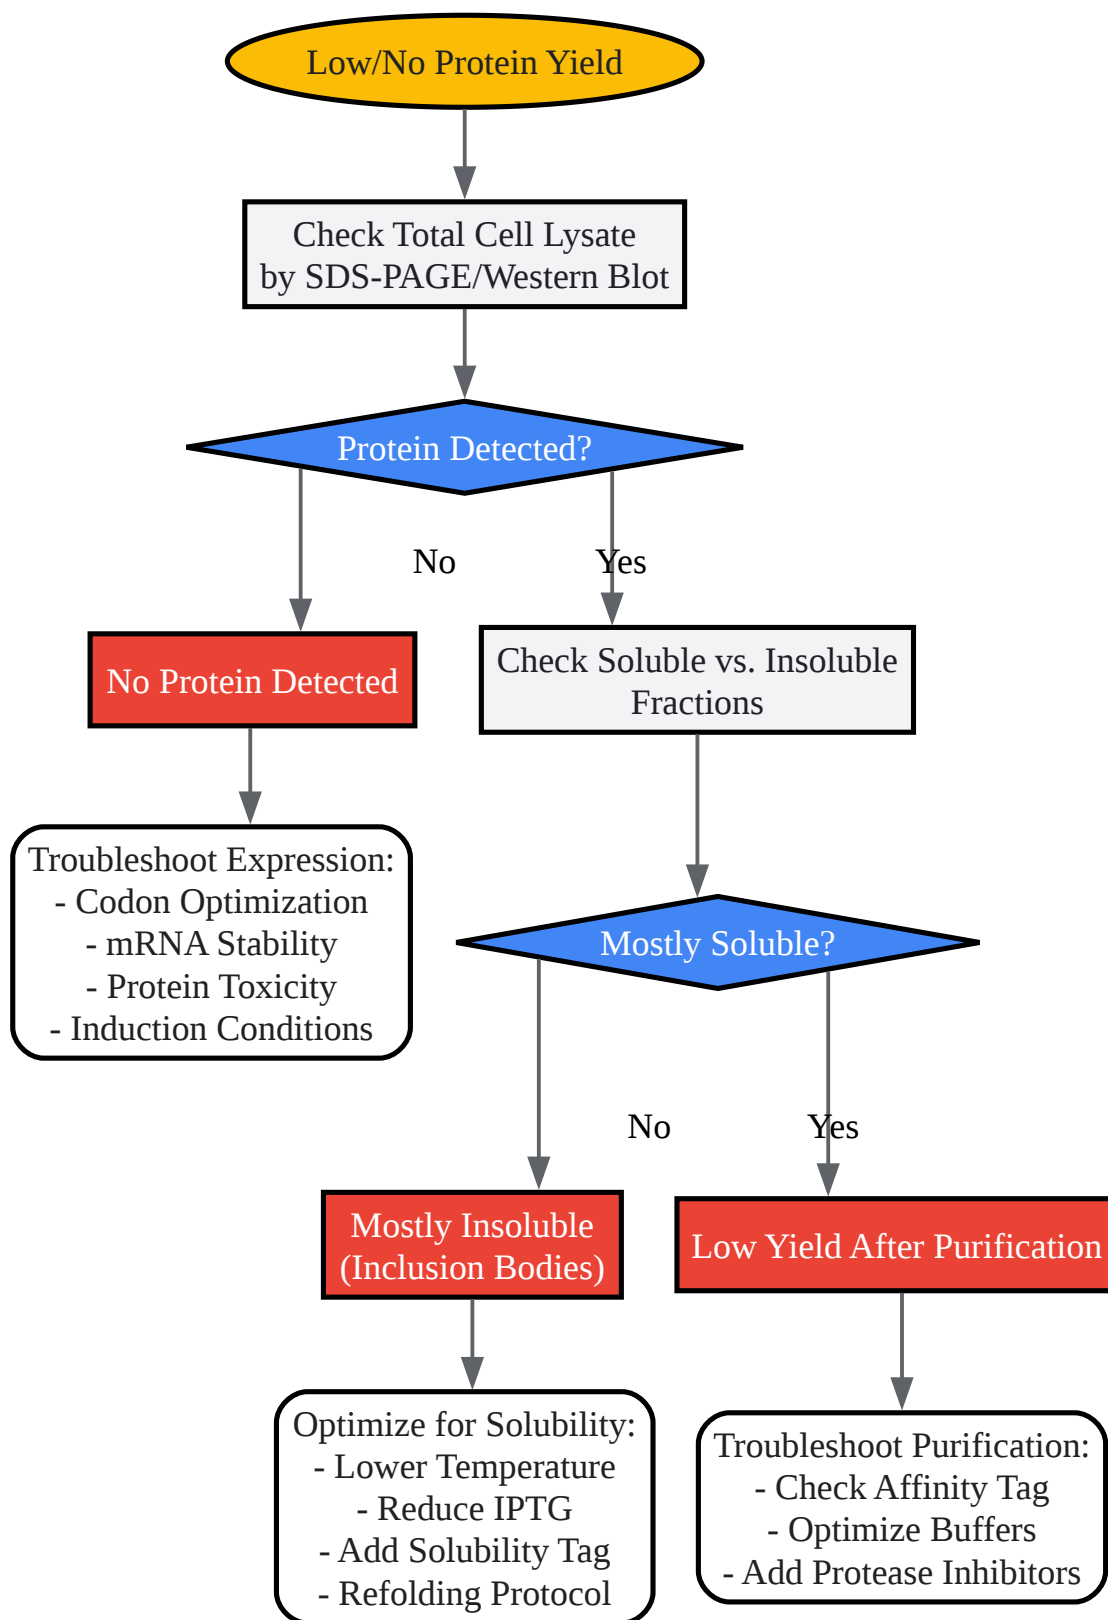 Low/No Protein Yield
Check Total Cell Lysate
by SDS-PAGE/Western Blot
Protein Detected?
No
Yes
No Protein Detected
Check Soluble vs. Insoluble
Fractions
Troubleshoot Expression:
- Codon Optimization
- mRNA Stability
- Protein Toxicity
- Induction Conditions
Mostly Soluble?
No
Yes
Mostly Insoluble
(Inclusion Bodies)
Low Yield After Purification
Optimize for Solubility:
- Lower Temperature
- Reduce IPTG
- Add Solubility Tag
- Refolding Protocol
Troubleshoot Purification:
- Check Affinity Tag
- Optimize Buffers
- Add Protease Inhibitors